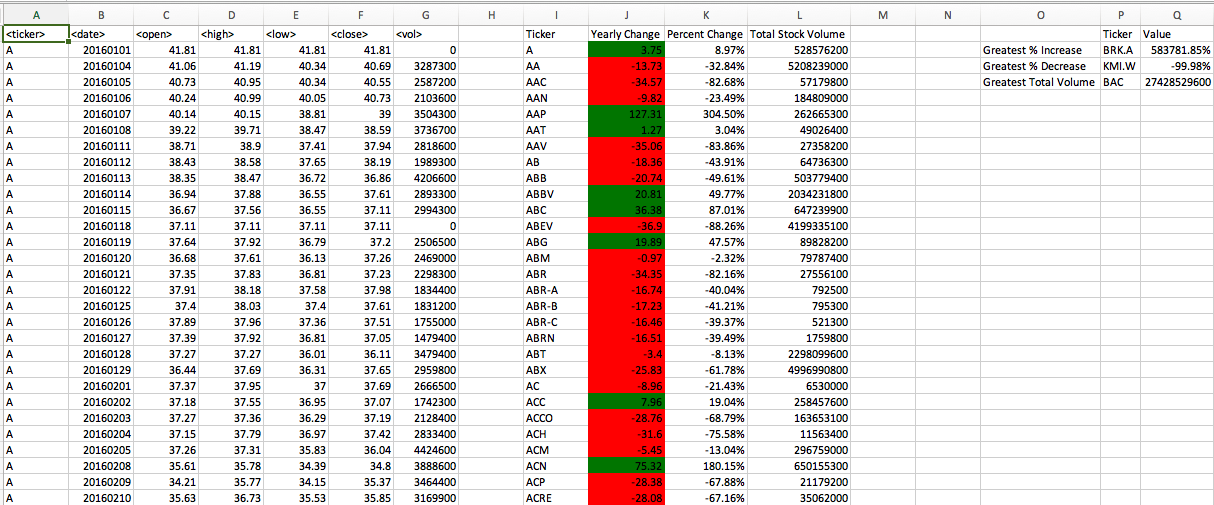 A B C D E F G H I J K L M N O P Q
<ticker> <date> <open> <high> <low> <close> <vol> Ticker Yearly Change Percent Change Total Stock Volume Ticker Value
A 20160101 41.81 41.81 41.81 41.81 0 A 3.75 8.97% 528576200 Greatest % Increase BRK.A 583781.85%
A 20160104 41.06 41.19 40.34 40.69 3287300 AA -13.73 -32.84% 5208239000 Greatest % Decrease KMI.W -99.98%
A 20160105 40.73 40.95 40.34 40.55 2587200 AAC -34.57 -82.68% 57179800 Greatest Total Volume BAC 27428529600
A 20160106 40.24 40.99 40.05 40.73 2103600 AAN -9.82 -23.49% 184809000
A 20160107 40.14 40.15 38.81 39 3504300 AAP 127.31 304.50% 262665300
A 20160108 39.22 39.71 38.47 38.59 3736700 AAT 1.27 3.04% 49026400
A 20160111 38.71 38.9 37.41 37.94 2818600 AAV -35.06 -83.86% 27358200
A 20160112 38.43 38.58 37.65 38.19 1989300 AB -18.36 -43.91% 64736300
A 20160113 38.35 38.47 36.72 36.86 4206600 ABB -20.74 -49.61% 503779400
A 20160114 36.94 37.88 36.55 37.61 2893300 ABBV 20.81 49.77% 2034231800
A 20160115 36.67 37.56 36.55 37.11 2994300 ABC 36.38 87.01% 647239900
A 20160118 37.11 37.11 37.11 37.11 0 ABEV -36.9 -88.26% 4199335100
A 20160119 37.64 37.92 36.79 37.2 2506500 ABG 19.89 47.57% 89828200
A 20160120 36.68 37.61 36.13 37.26 2469000 ABM -0.97 -2.32% 79787400
A 20160121 37.35 37.83 36.81 37.23 2298300 ABR -34.35 -82.16% 27556100
A 20160122 37.91 38.18 37.58 37.98 1834400 ABR-A -16.74 -40.04% 792500
A 20160125 37.4 38.03 37.4 37.61 1831200 ABR-B -17.23 -41.21% 795300
A 20160126 37.89 37.96 37.36 37.51 1755000 ABR-C -16.46 -39.37% 521300
A 20160127 37.39 37.92 36.81 37.05 1479400 ABRN -16.51 -39.49% 1759800
A 20160128 37.27 37.27 36.01 36.11 3479400 ABT -3.4 -8.13% 2298099600
A 20160129 36.44 37.69 36.31 37.65 2959800 ABX -25.83 -61.78% 4996990800
A 20160201 37.37 37.95 37 37.69 2666500 AC -8.96 -21.43% 6530000
A 20160202 37.18 37.55 36.95 37.07 1742300 ACC 7.96 19.04% 258457600
A 20160203 37.27 37.36 36.29 37.19 2128400 ACCO -28.76 -68.79% 163653100
A 20160204 37.15 37.79 36.97 37.42 2833400 ACH -31.6 -75.58% 11563400
A 20160205 37.26 37.31 35.83 36.04 4424600 ACM -5.45 -13.04% 296759000
A 20160208 35.61 35.78 34.39 34.8 3888600 ACN 75.32 180.15% 650155300
A 20160209 34.21 35.77 34.15 35.37 3464400 ACP -28.38 -67.88% 21179200
A 20160210 35.63 36.73 35.53 35.85 3169900 ACRE -28.08 -67.16% 35062000